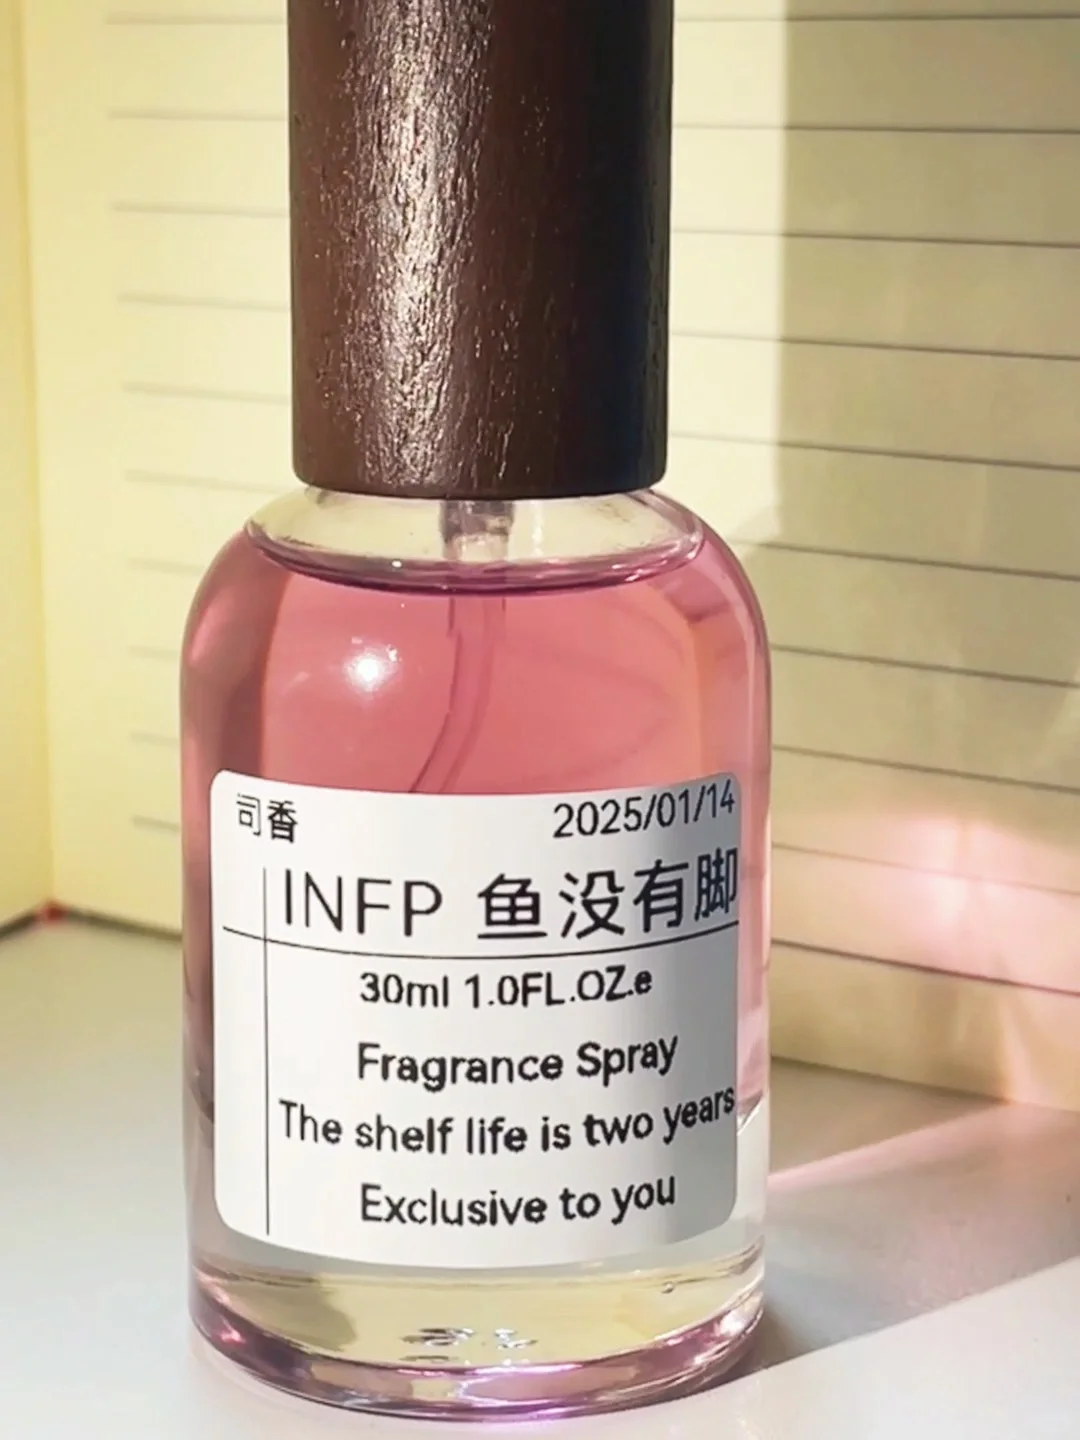 司香 2025/01/14
INFP 鱼没有脚
30ml 1.0FL.OZ.e
Fragrance Spray
The shelf life is two years
Exclusive to you